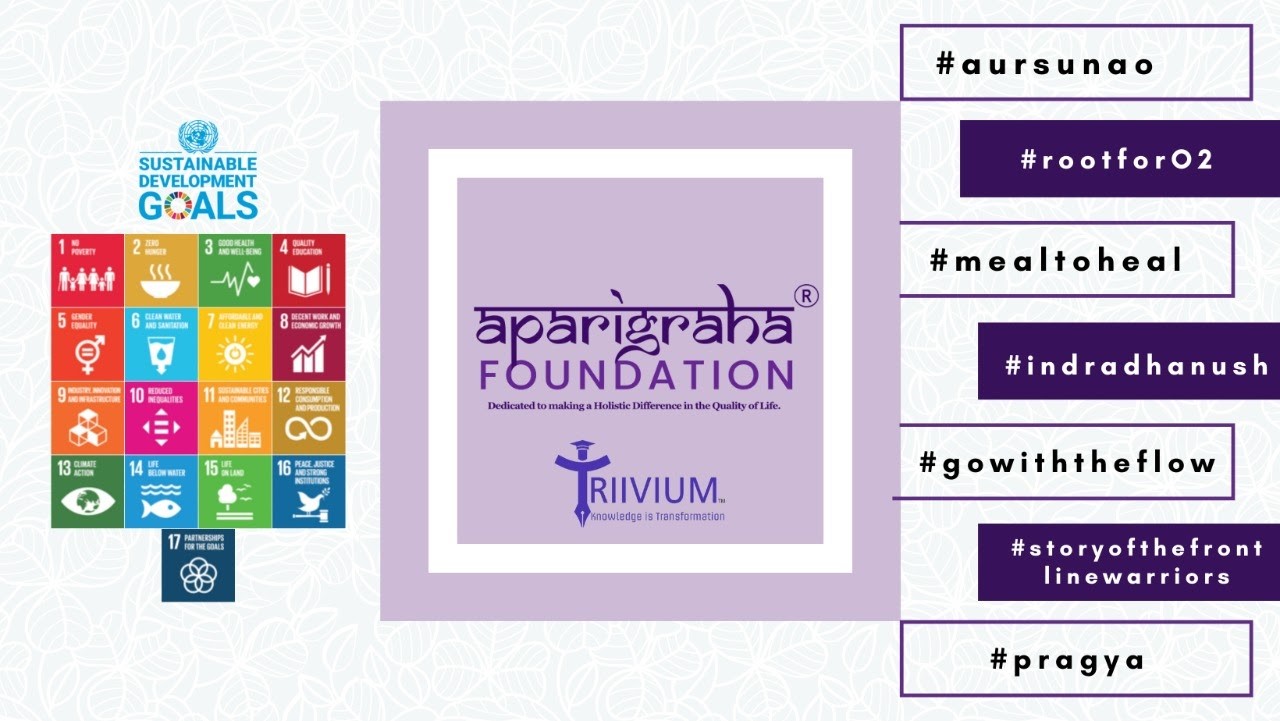 SUSTAINABLE
DEVELOPMENT
GOALS
1 NO
POVERTY
2 ZERO
HUNGER
3 GOOD HEALTH
AND WELL-BEING
4 QUALITY
EDUCATION
5 GENDER
EQUALITY
6 CLEAN WATER
AND SANITATION
7 AFFORDABLE AND
CLEAN ENERGY
8 DECENT WORK AND
ECONOMIC GROWTH
9 INDUSTRY, INNOVATION
AND INFRASTRUCTURE
10 REDUCED
INEQUALITIES
11 SUSTAINABLE CITIES
AND COMMUNITIES
12 RESPONSIBLE
CONSUMPTION
AND PRODUCTION
13 CLIMATE
ACTION
14 LIFE
BELOW WATER
15 LIFE
ON LAND
16 PEACE, JUSTICE
AND STRONG
INSTITUTIONS
17 PARTNERSHIPS
FOR THE GOALS
aparigraha®
FOUNDATION
Dedicated to making a Holistic Difference in the Quality of Life.
TRIIVIUM™
Knowledge is Transformation
#aursunao
#rootforO2
#mealtoheal
#indradhanush
#gowiththeflow
#storyofthefront
linewarriors
#pragya